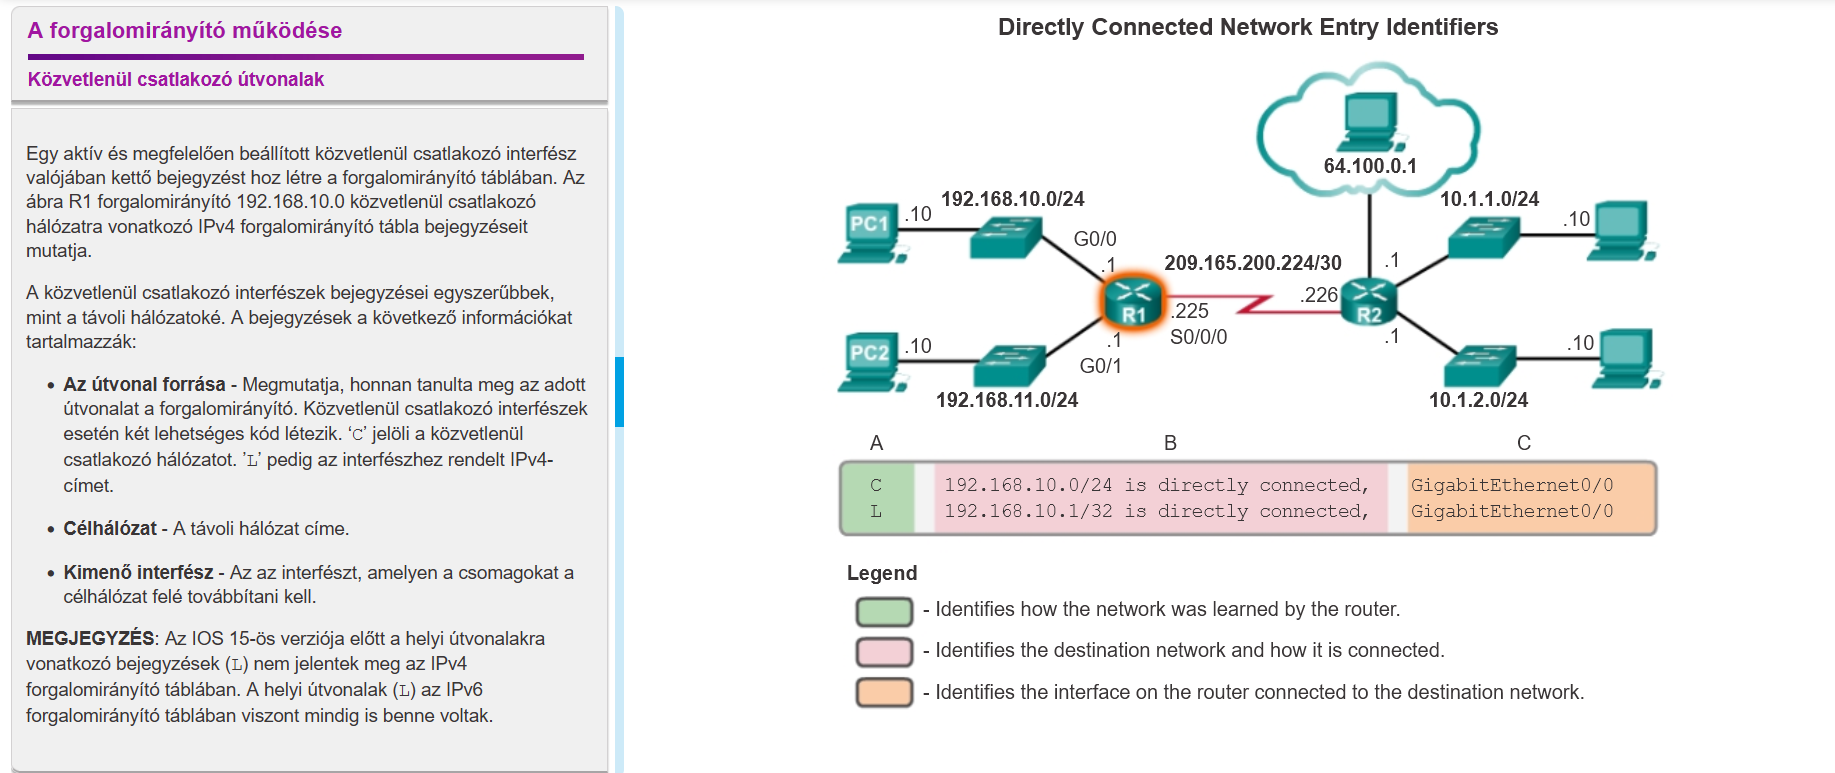 A forgalomirányító működése
Közvetlenül csatlakozó útvonalak
Egy aktív és megfelelően beállított közvetlenül csatlakozó interfész
valójában kettő bejegyzést hoz létre a forgalomirányító táblában. Az
ábra R1 forgalomirányító 192.168.10.0 közvetlenül csatlakozó
hálózatra vonatkozó IPv4 forgalomirányító tábla bejegyzéseit
mutatja.
A közvetlenül csatlakozó interfészek bejegyzései egyszerűbbek,
mint a távoli hálózatoké. A bejegyzések a következő információkat
tartalmazzák:
• Az útvonal forrása - Megmutatja, honnan tanulta meg az adott
útvonalat a forgalomirányító. Közvetlenül csatlakozó interfészek
esetén két lehetséges kód létezik. ‘C’ jelöli a közvetlenül
csatlakozó hálózatot. ’L’ pedig az interfészhez rendelt IPv4-
címet.
• Célhálózat - A távoli hálózat címe.
• Kimenő interfész - Az az interfészt, amelyen a csomagokat a
célhálózat felé továbbítani kell.
MEGJEGYZÉS: Az IOS 15-ös verziója előtt a helyi útvonalakra
vonatkozó bejegyzések (L) nem jelentek meg az IPv4
forgalomirányító táblában. A helyi útvonalak (L) az IPv6
forgalomirányító táblában viszont mindig is benne voltak.
Directly Connected Network Entry Identifiers
64.100.0.1
192.168.10.0/24
10.1.1.0/24
PC1
.10
.10
G0/0
.1
209.165.200.224/30
.1
.226
R1
.225
R2
S0/0/0
.1
.1
G0/1
PC2
.10
.10
192.168.11.0/24
10.1.2.0/24
A B C
C 192.168.10.0/24 is directly connected, GigabitEthernet0/0
L 192.168.10.1/32 is directly connected, GigabitEthernet0/0
Legend
- Identifies how the network was learned by the router.
- Identifies the destination network and how it is connected.
- Identifies the interface on the router connected to the destination network.